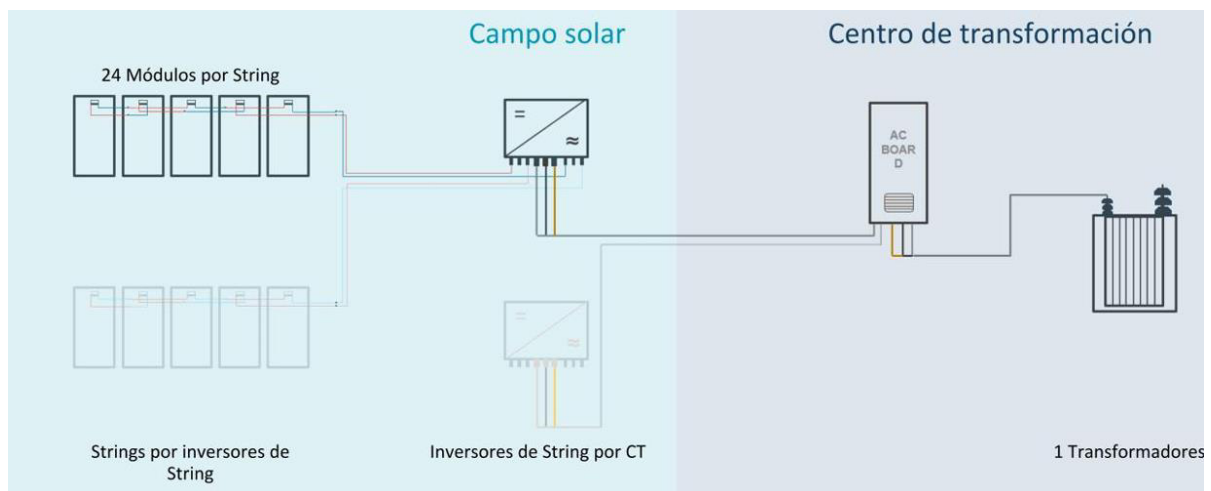 Campo solar
Centro de transformación
24 Módulos por String
AC
BOAR
D
Strings por inversores de
String
Inversores de String por CT
1 Transformadores